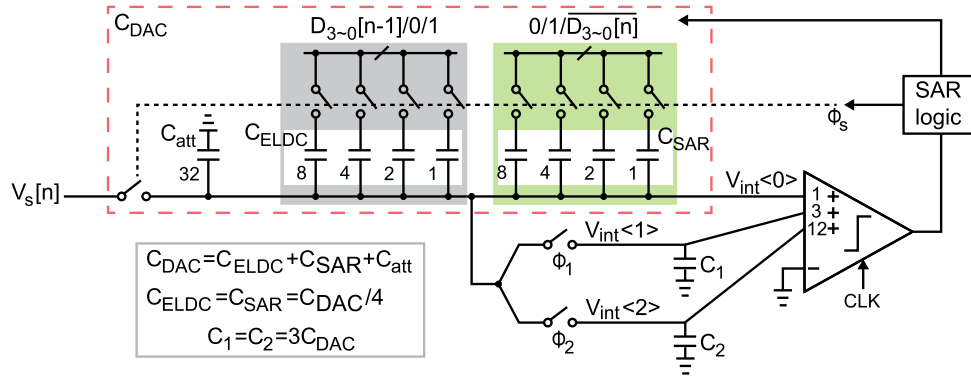 C_DAC
D_3~0[n-1]/0/1
0/1/\overline{D_3~0[n]}
SAR
logic
Φ_s
C_ELDC
C_SAR
C_att
32
8
4
2
1
8
4
2
1
V_s[n]
V_int<0>
1 +
3 +
12 +
−
CLK
V_int<1>
Φ_1
C_1
V_int<2>
Φ_2
C_2
C_DAC=C_ELDC+C_SAR+C_att
C_ELDC=C_SAR=C_DAC/4
C_1=C_2=3C_DAC